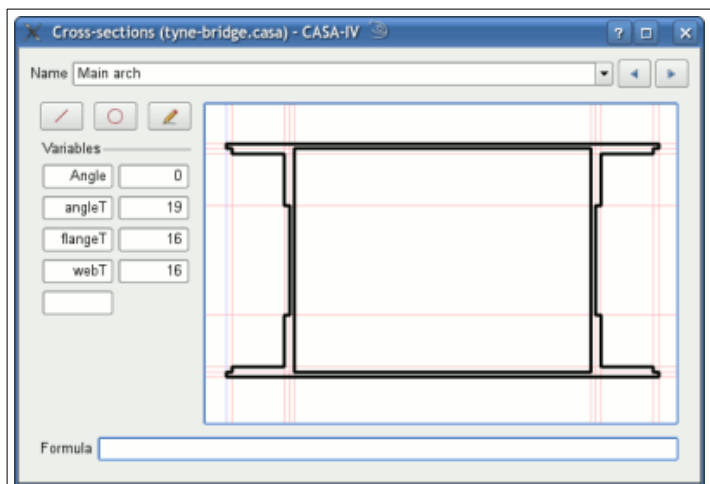 Cross-sections (tyne-bridge.casa) - CASA-IV
Name Main arch
Variables
Angle 0
angleT 19
flangeT 16
webT 16
Formula